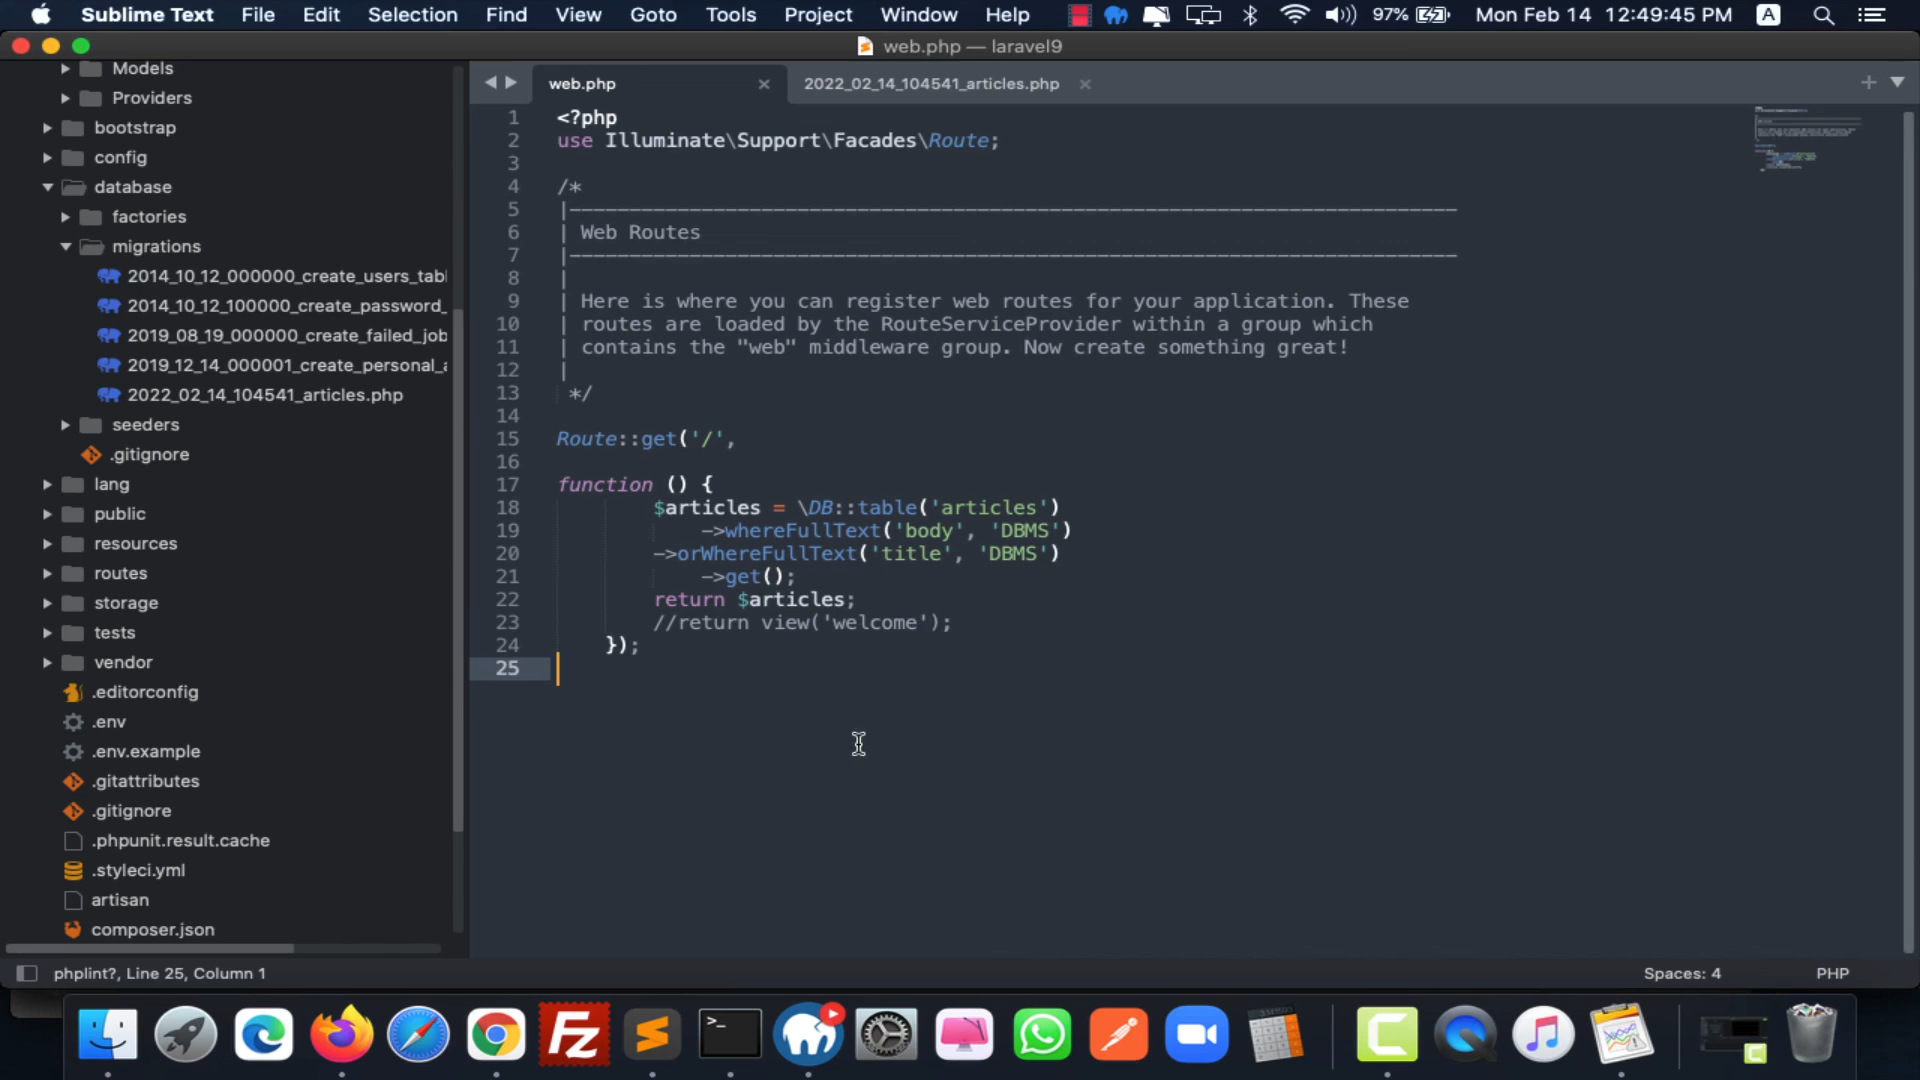 Sublime Text File Edit Selection Find View Goto Tools Project Window Help 97% Mon Feb 14 12:49:45 PM A
web.php — laravel9
Models
Providers
bootstrap
config
database
factories
migrations
2014_10_12_000000_create_users_tabl
2014_10_12_100000_create_password_
2019_08_19_000000_create_failed_job
2019_12_14_000001_create_personal_a
2022_02_14_104541_articles.php
seeders
.gitignore
lang
public
resources
routes
storage
tests
vendor
.editorconfig
.env
.env.example
.gitattributes
.gitignore
.phpunit.result.cache
.styleci.yml
artisan
composer.json
web.php 2022_02_14_104541_articles.php
1 <?php
2 use Illuminate\Support\Facades\Route;
3
4 /*
5 |--------------------------------------------------------------------------
6 | Web Routes
7 |--------------------------------------------------------------------------
8 |
9 | Here is where you can register web routes for your application. These
10 | routes are loaded by the RouteServiceProvider within a group which
11 | contains the "web" middleware group. Now create something great!
12 |
13 */
14
15 Route::get('/',
16
17 function () {
18 $articles = \DB::table('articles')
19 ->whereFullText('body', 'DBMS')
20 ->orWhereFullText('title', 'DBMS')
21 ->get();
22 return $articles;
23 //return view('welcome');
24 });
25
phplint?, Line 25, Column 1 Spaces: 4 PHP